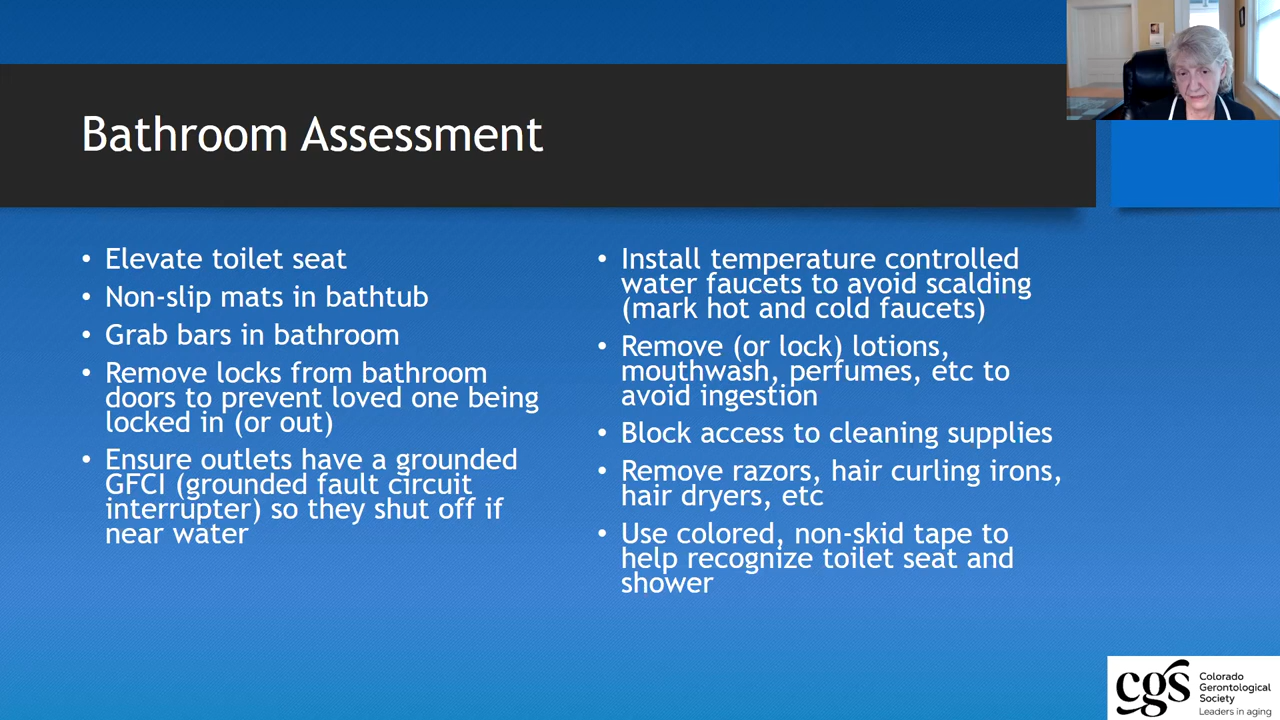 Bathroom Assessment
• Elevate toilet seat
• Non-slip mats in bathtub
• Grab bars in bathroom
• Remove locks from bathroom
doors to prevent loved one being
locked in (or out)
• Ensure outlets have a grounded
GFCI (grounded fault circuit
interrupter) so they shut off if
near water
• Install temperature controlled
water faucets to avoid scalding
(mark hot and cold faucets)
• Remove (or lock) lotions,
mouthwash, perfumes, etc to
avoid ingestion
• Block access to cleaning supplies
• Remove razors, hair curling irons,
hair dryers, etc
• Use colored, non-skid tape to
help recognize toilet seat and
shower
cgs
Colorado
Gerontological
Society
Leaders in aging